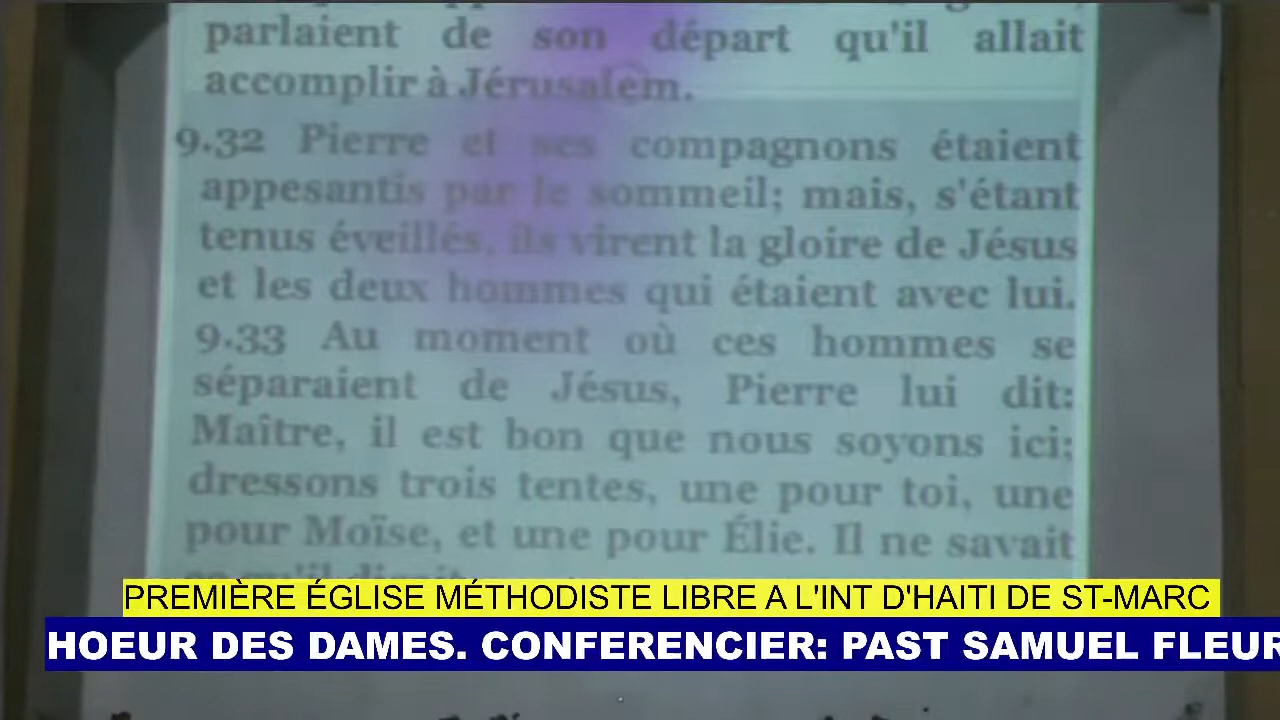 parlaient de son départ qu'il allait
accomplir à Jérusalem.
9.32 Pierre et ses compagnons étaient
appesantis par le sommeil; mais, s'étant
tenus éveillés, ils virent la gloire de Jésus
et les deux hommes qui étaient avec lui.
9.33 Au moment où ces hommes se
séparaient de Jésus, Pierre lui dit:
Maître, il est bon que nous soyons ici;
dressons trois tentes, une pour toi, une
pour Moïse, et une pour Élie. Il ne savait
PREMIÈRE ÉGLISE MÉTHODISTE LIBRE A L'INT D'HAITI DE ST-MARC
HOEUR DES DAMES. CONFERENCIER: PAST SAMUEL FLEUR